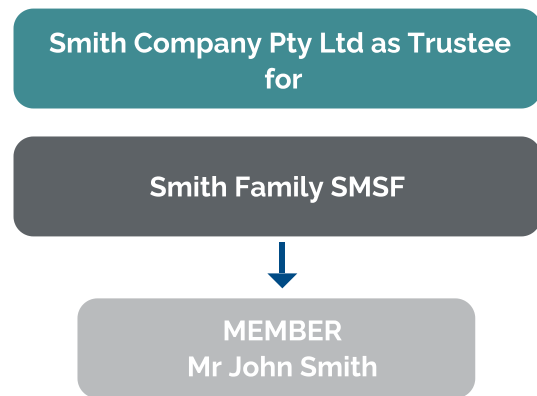 Smith Company Pty Ltd as Trustee
for
Smith Family SMSF
MEMBER
Mr John Smith